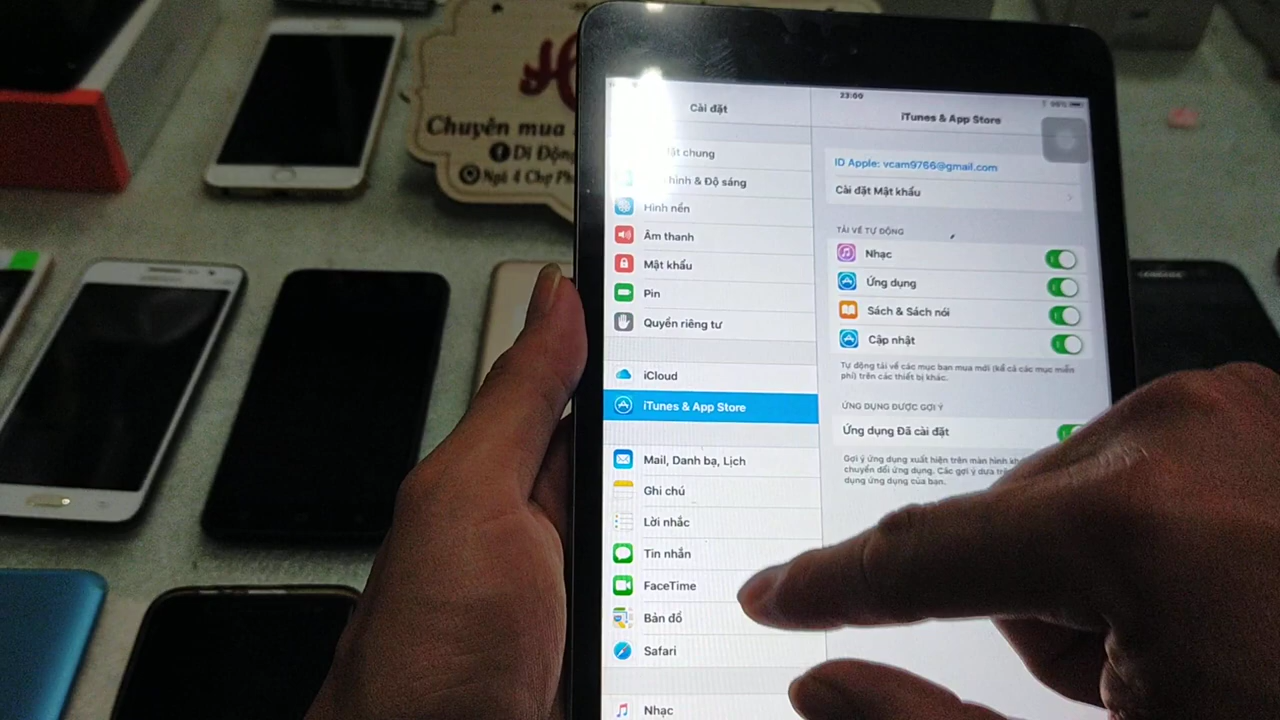 Chuyên mua
Di Động
Ngã 4 Chợ Ph
Cài đặt
chung
hình & Độ sáng
Hình nền
Âm thanh
Mật khẩu
Pin
Quyền riêng tư
iCloud
iTunes & App Store
Mail, Danh bạ, Lịch
Ghi chú
Lời nhắc
Tin nhắn
FaceTime
Bản đồ
Safari
Nhạc
23:00
iTunes & App Store
ID Apple: vcam9766@gmail.com
Cài đặt Mật khẩu
TẢI VỀ TỰ ĐỘNG
Nhạc
Ứng dụng
Sách & Sách nói
Cập nhật
Tự động tải về các mục bạn mua mới (kể cả các mục miễn
phí) trên các thiết bị khác.
ỨNG DỤNG ĐƯỢC GỢI Ý
Ứng dụng Đã cài đặt
Gợi ý ứng dụng xuất hiện trên màn hình
chuyển đổi ứng dụng. Các gợi ý dựa
dụng ứng dụng của bạn.
SAMSUNG